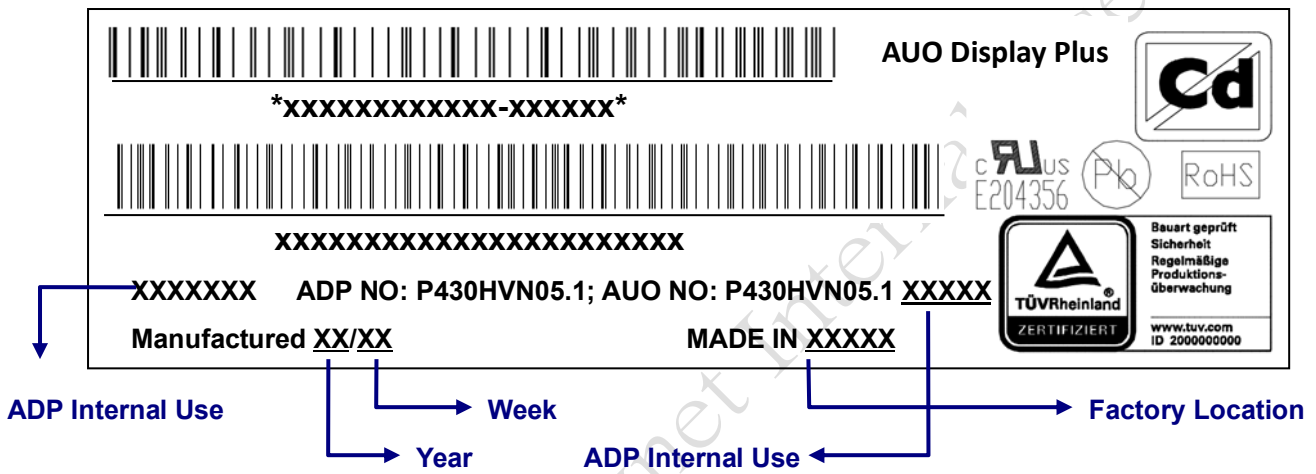 AUO Display Plus
Cd
*xxxxxxxxxxxx-xxxxxx*
c UL US
E204356
Pb
RoHS
xxxxxxxxxxxxxxxxxxxxxxx
Bauart geprüft
Sicherheit
Regelmäßige
Produktions-
überwachung
TÜVRheinland®
ZERTIFIZIERT
www.tuv.com
ID 2000000000
XXXXXXX ADP NO: P430HVN05.1; AUO NO: P430HVN05.1 XXXXX
Manufactured XX/XX MADE IN XXXXX
ADP Internal Use
Week
Factory Location
Year
ADP Internal Use